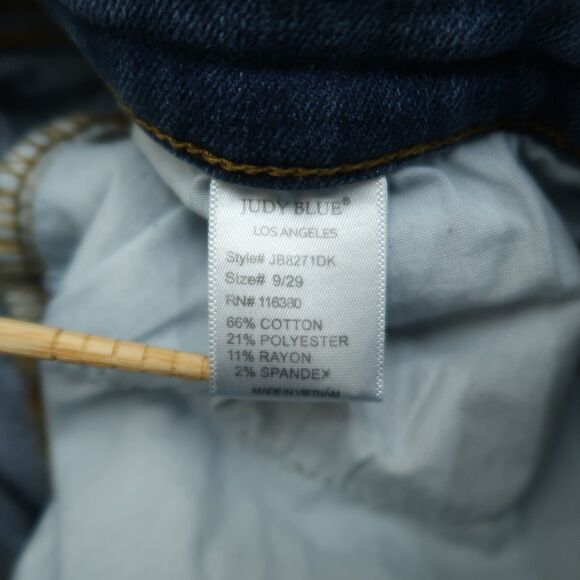 JUDY BLUE®
LOS ANGELES
Style# JB8271DK
Size# 9/29
RN# 116380
66% COTTON
21% POLYESTER
11% RAYON
2% SPANDEX
MADE IN VIETNAM